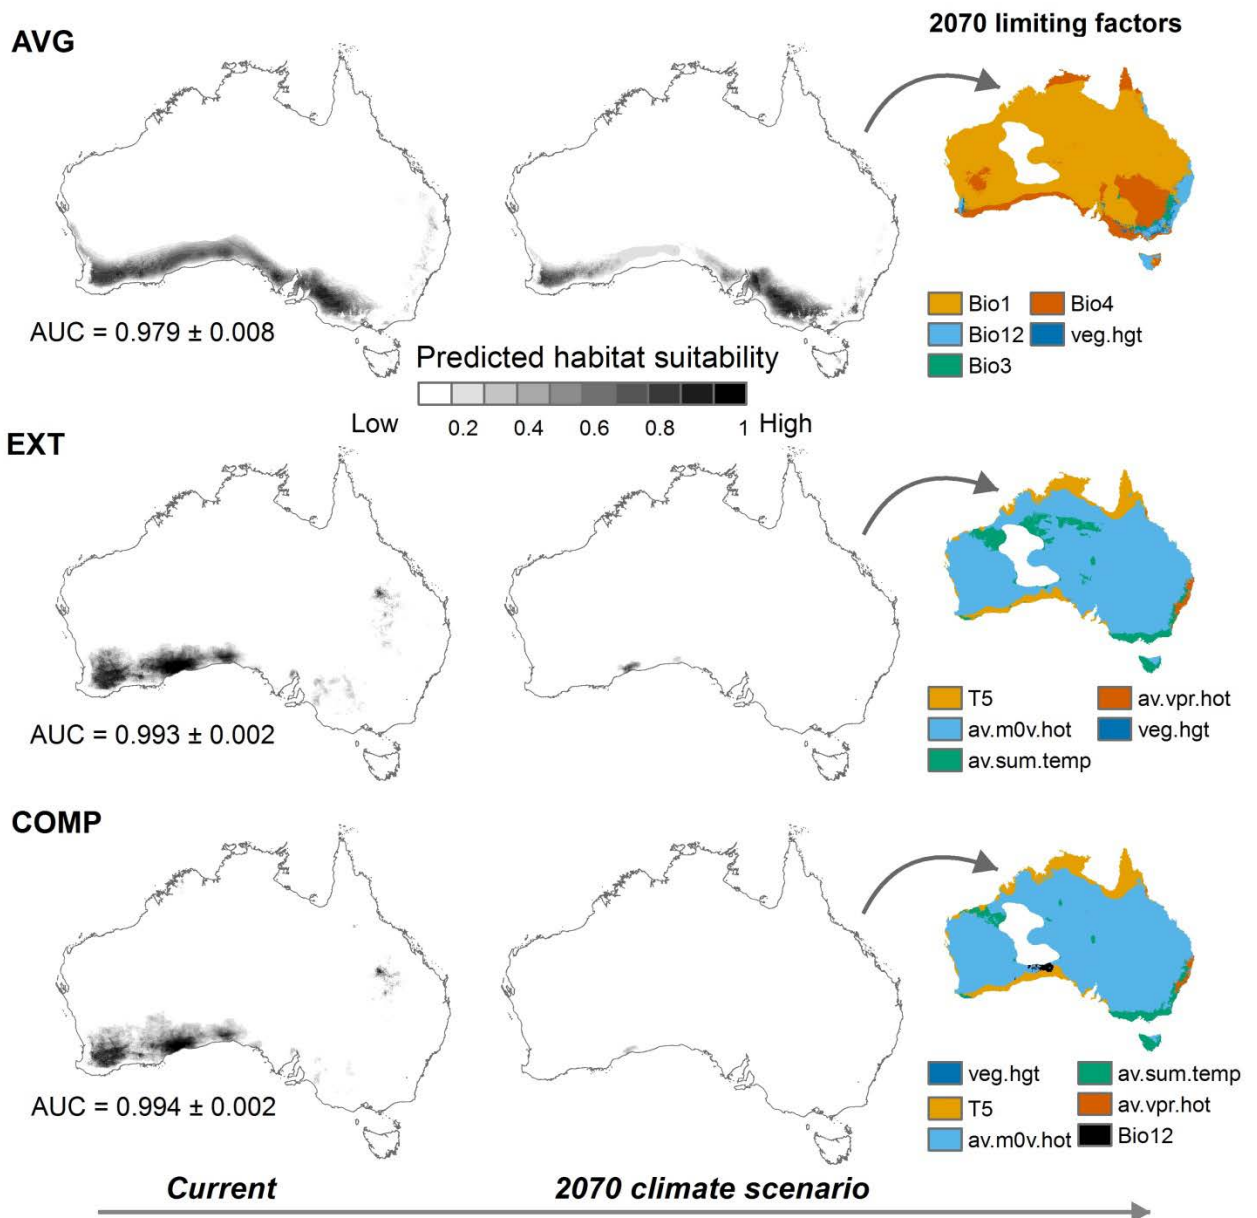 AVG
2070 limiting factors
AUC = 0.979 ± 0.008
Bio1 Bio4
Bio12 veg.hgt
Bio3
Predicted habitat suitability
Low 0.2 0.4 0.6 0.8 1 High
EXT
AUC = 0.993 ± 0.002
T5 av.vpr.hot
av.m0v.hot veg.hgt
av.sum.temp
COMP
AUC = 0.994 ± 0.002
veg.hgt av.sum.temp
T5 av.vpr.hot
av.m0v.hot Bio12
Current 2070 climate scenario